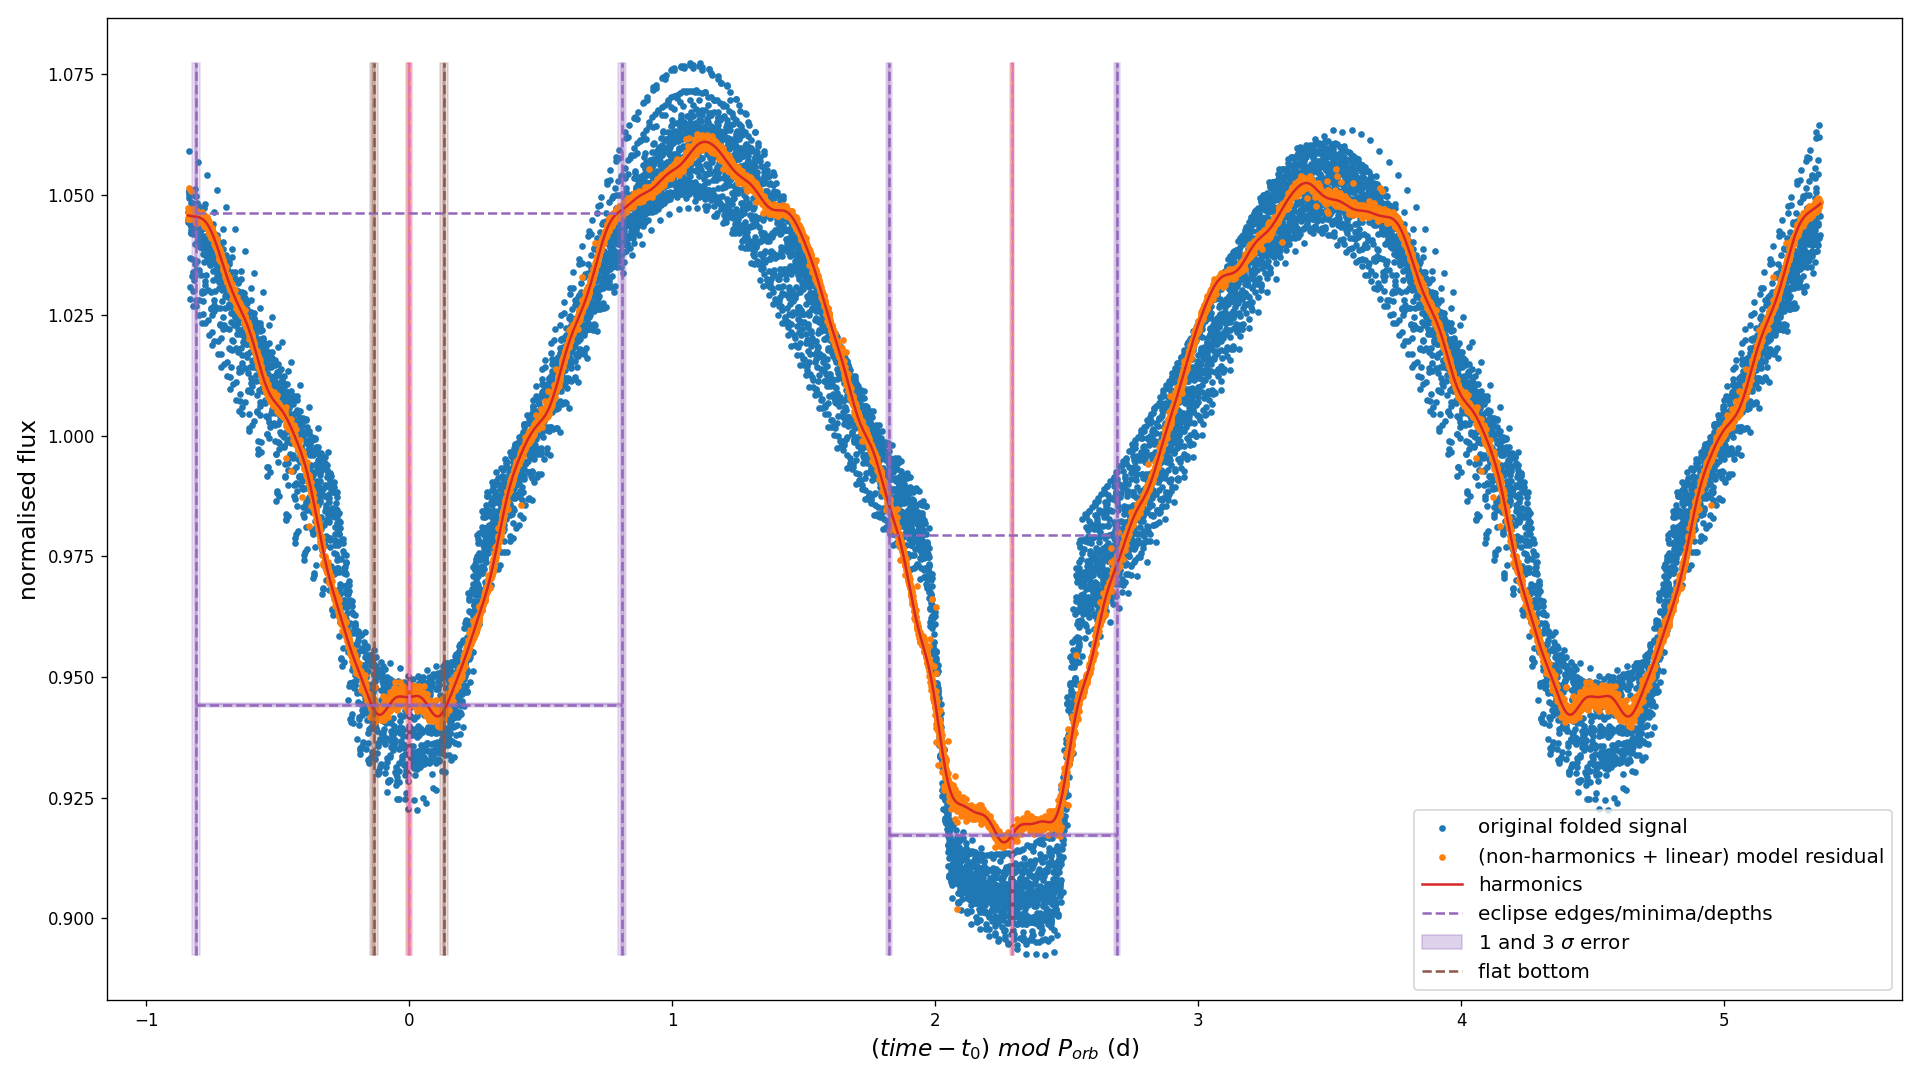 1.075
1.050
1.025
1.000
0.975
0.950
0.925
0.900
normalised flux
−1
0
1
2
3
4
5
(time − t₀) mod Pₒᵣb (d)
original folded signal
(non-harmonics + linear) model residual
harmonics
eclipse edges/minima/depths
1 and 3 σ error
flat bottom